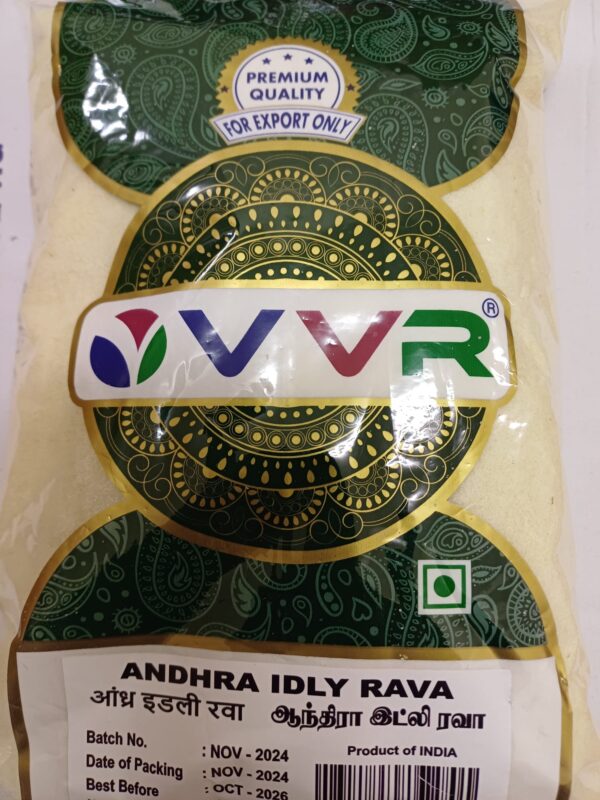 PREMIUM
QUALITY
FOR EXPORT ONLY
VVR®
ANDHRA IDLY RAVA
आंध्र इडली रवा ஆந்திரா இட்லி ரவா
Batch No. : NOV - 2024
Product of INDIA
Date of Packing : NOV - 2024
Best Before : OCT - 2026